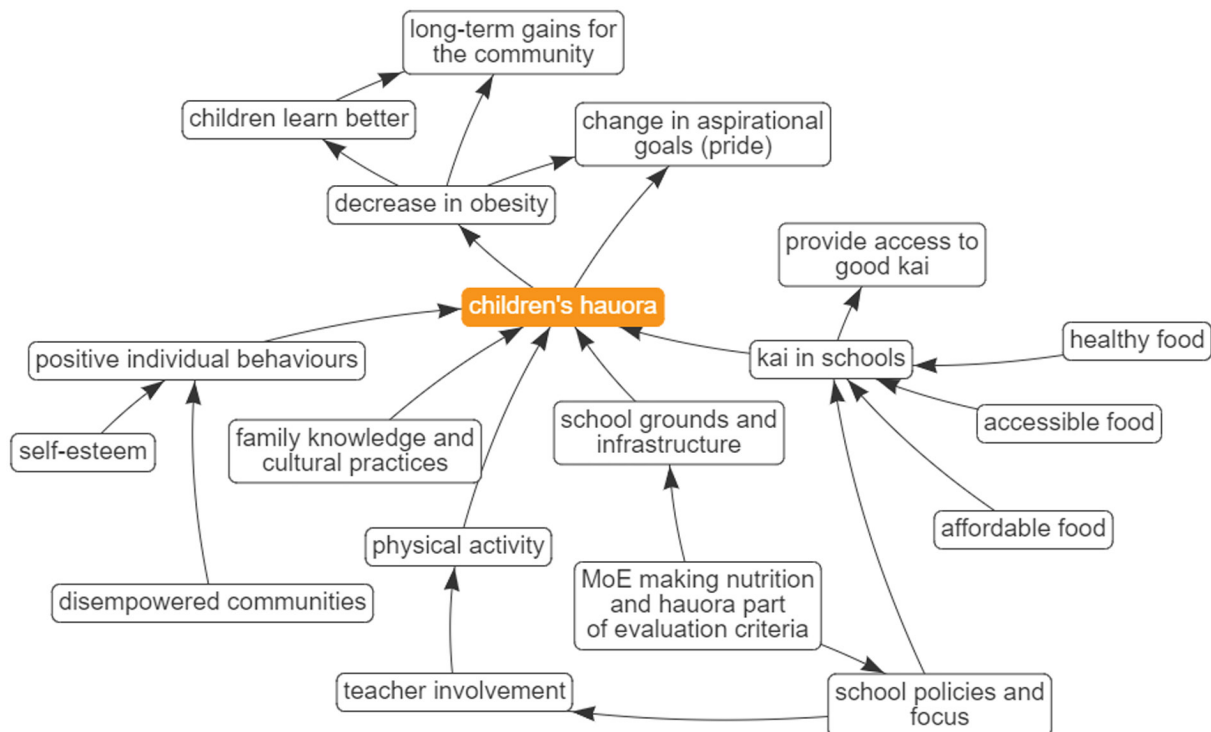 long-term gains for
the community
children learn better
change in aspirational
goals (pride)
decrease in obesity
provide access to
good kai
children's hauora
healthy food
positive individual behaviours
kai in schools
family knowledge and
cultural practices
school grounds and
infrastructure
accessible food
self-esteem
affordable food
physical activity
MoE making nutrition
and hauora part
of evaluation criteria
disempowered communities
teacher involvement
school policies and
focus